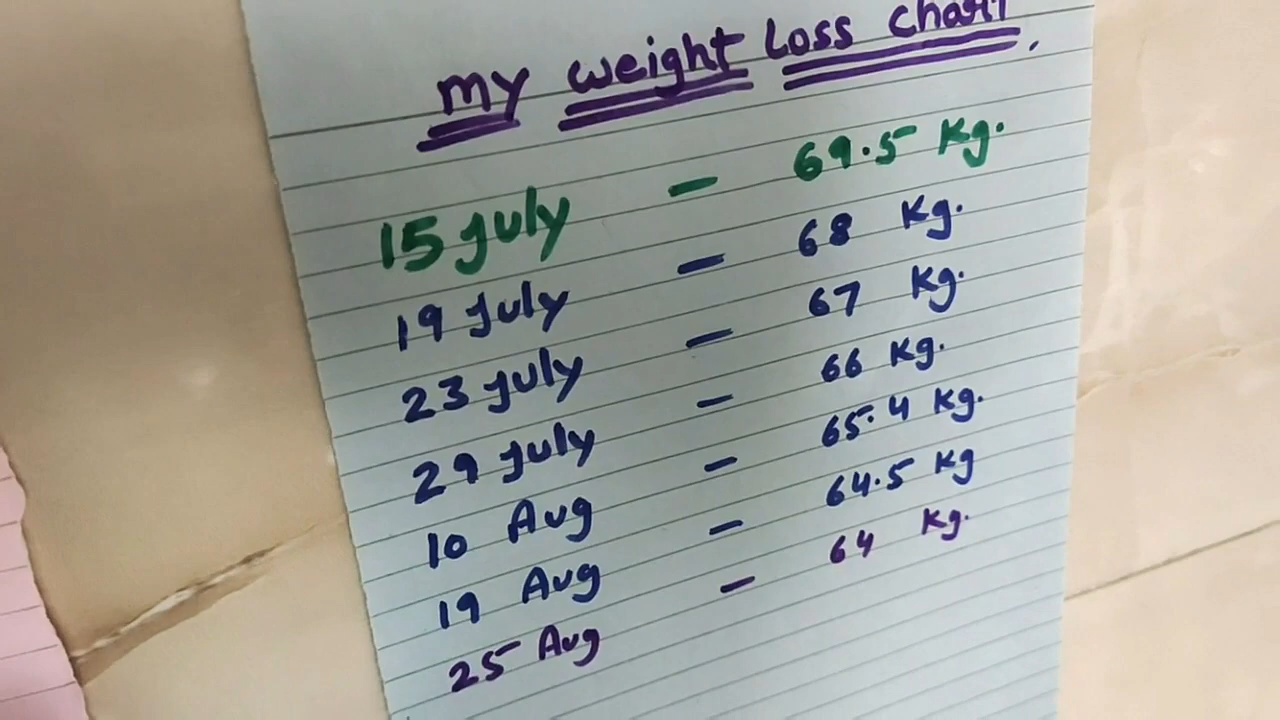 my weight loss chart.
15 July - 69.5 Kg.
19 July - 68 Kg.
23 July - 67 Kg.
29 July - 66 Kg.
10 Aug - 65.4 Kg.
19 Aug - 64.5 Kg
25 Aug - 64 Kg.